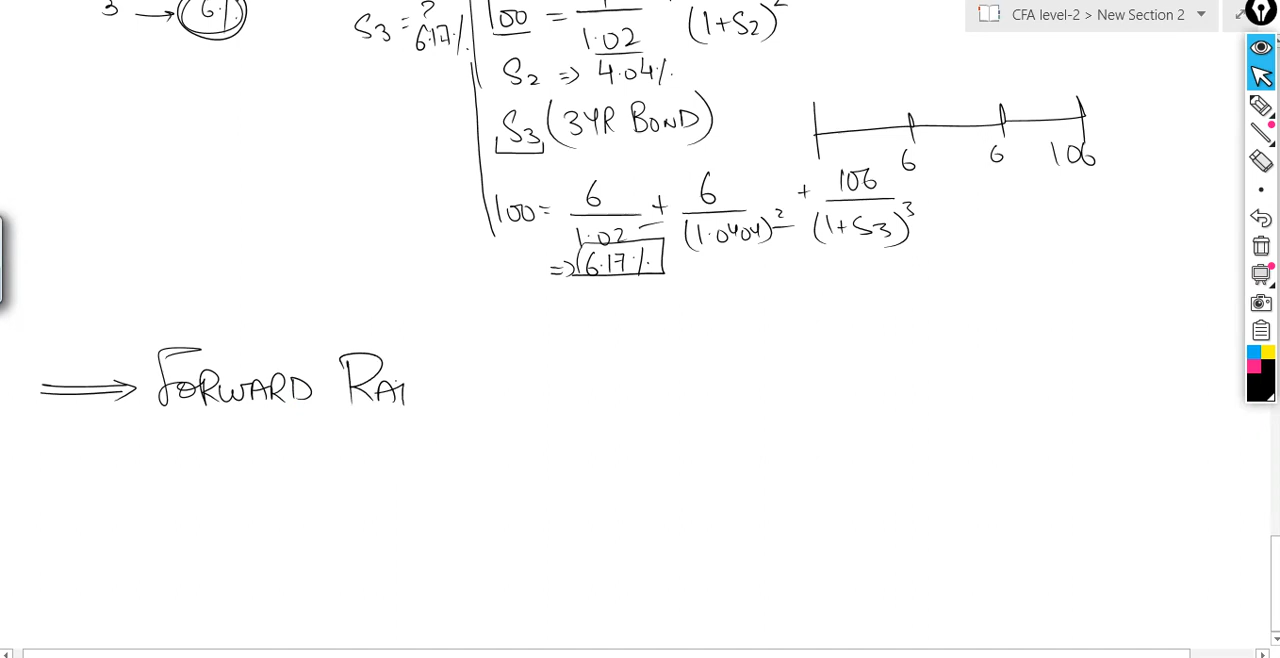 3 → 6%
S3 = ? 6.17%
100 = 1.02 (1+S2)²
S2 => 4.04%
S3 (3YR BOND)
6 6 106
100 = 6/1.02 + 6/(1.0404)² + 106/(1+S3)³
=> 6.17%
⟹ FORWARD RAT
CFA level-2 > New Section 2